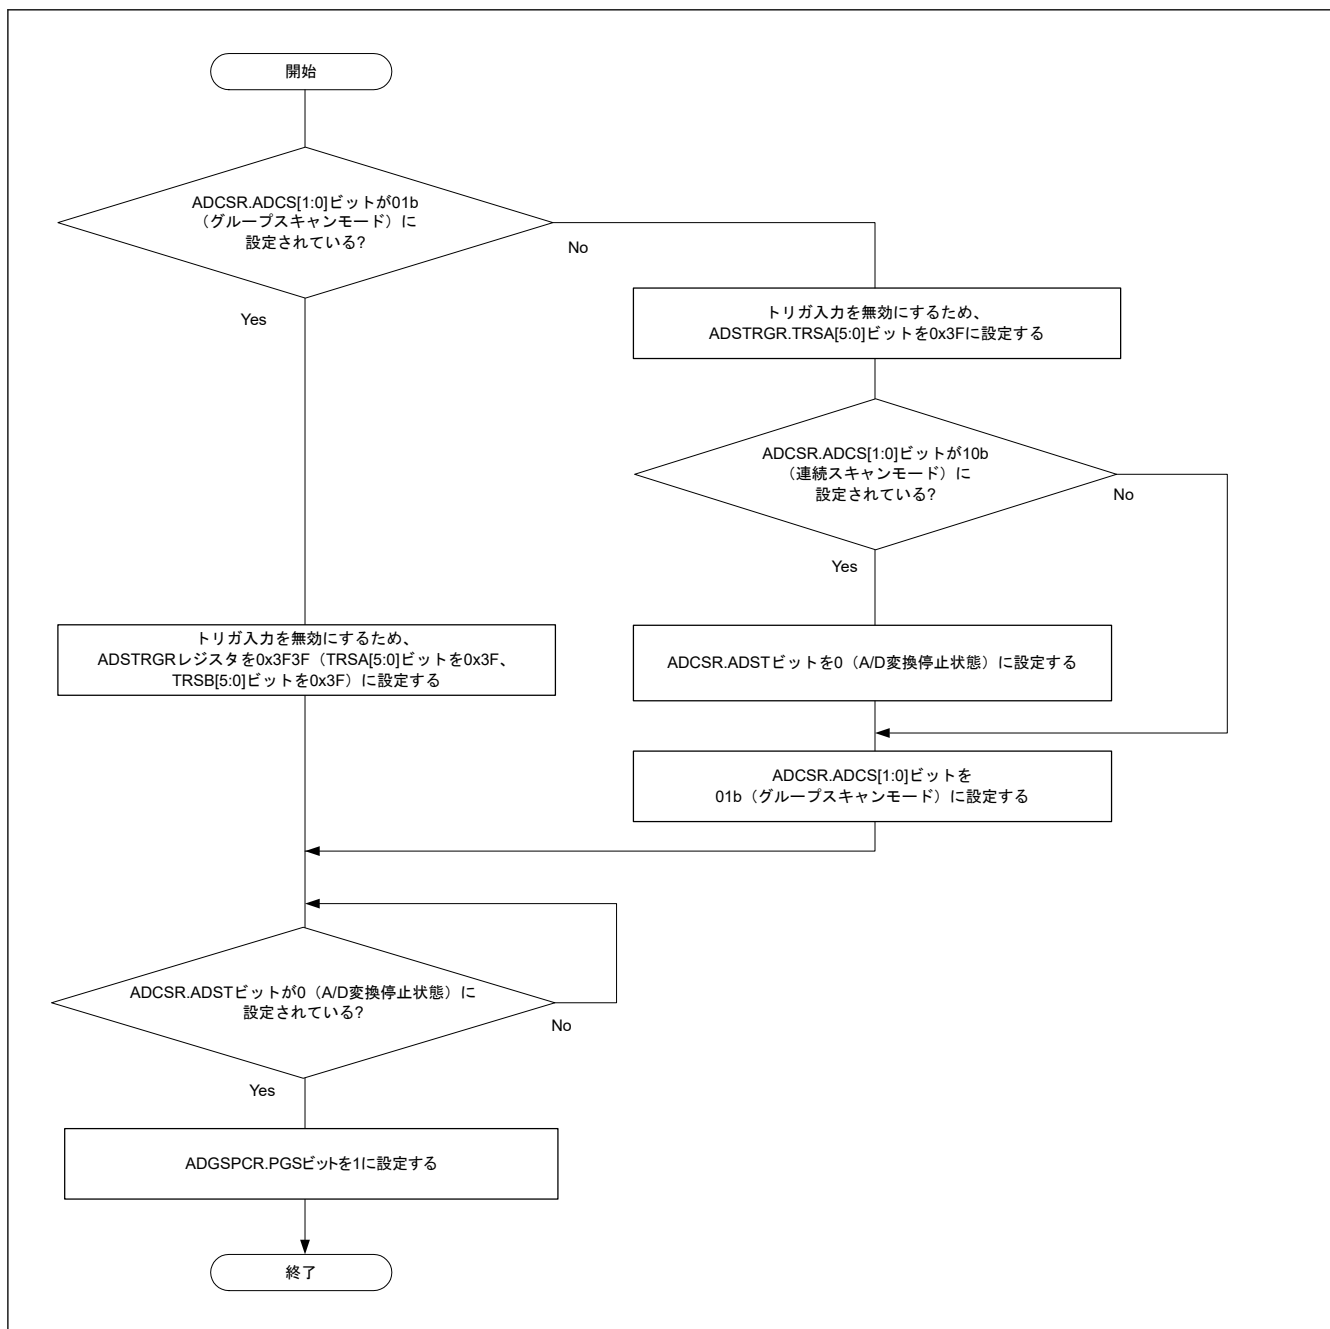 開始
ADCSR.ADCS[1:0]ビットが01b
（グループスキャンモード）に
設定されている?
No
Yes
トリガ入力を無効にするため、
ADSTRGR.TRSA[5:0]ビットを0x3Fに設定する
ADCSR.ADCS[1:0]ビットが10b
（連続スキャンモード）に
設定されている?
No
Yes
トリガ入力を無効にするため、
ADSTRGRレジスタを0x3F3F（TRSA[5:0]ビットを0x3F、
TRSB[5:0]ビットを0x3F）に設定する
ADCSR.ADSTビットを0（A/D変換停止状態）に設定する
ADCSR.ADCS[1:0]ビットを
01b（グループスキャンモード）に設定する
ADCSR.ADSTビットが0（A/D変換停止状態）に
設定されている?
No
Yes
ADGSPCR.PGSビットを1に設定する
終了